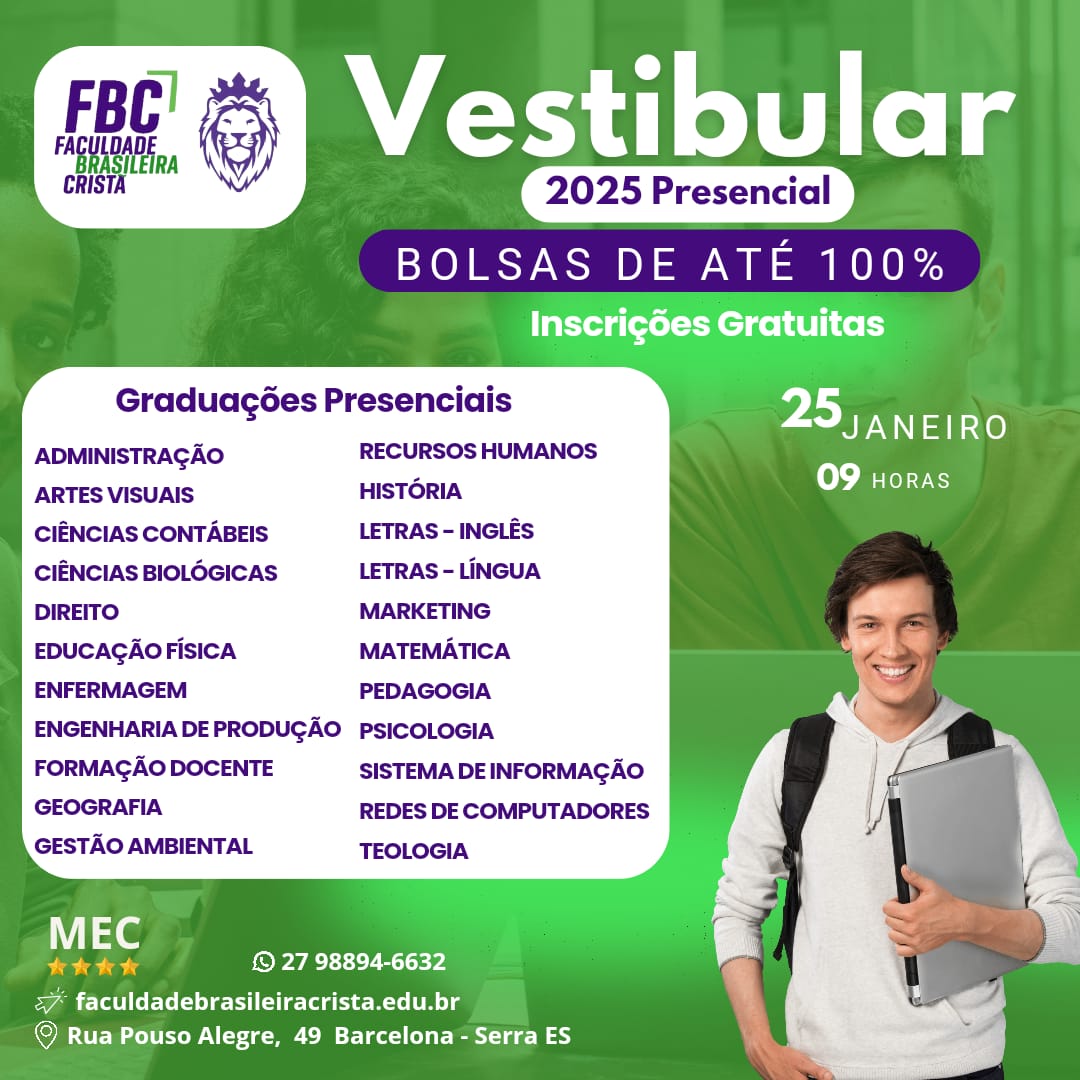 FBC
FACULDADE
BRASILEIRA
CRISTÃ
Vestibular
2025 Presencial
BOLSAS DE ATÉ 100%
Inscrições Gratuitas
25 JANEIRO
09 HORAS
Graduações Presenciais
ADMINISTRAÇÃO
ARTES VISUAIS
CIÊNCIAS CONTÁBEIS
CIÊNCIAS BIOLÓGICAS
DIREITO
EDUCAÇÃO FÍSICA
ENFERMAGEM
ENGENHARIA DE PRODUÇÃO
FORMAÇÃO DOCENTE
GEOGRAFIA
GESTÃO AMBIENTAL
RECURSOS HUMANOS
HISTÓRIA
LETRAS - INGLÊS
LETRAS - LÍNGUA
MARKETING
MATEMÁTICA
PEDAGOGIA
PSICOLOGIA
SISTEMA DE INFORMAÇÃO
REDES DE COMPUTADORES
TEOLOGIA
MEC
27 98894-6632
faculdadebrasileiracrista.edu.br
Rua Pouso Alegre, 49 Barcelona - Serra ES